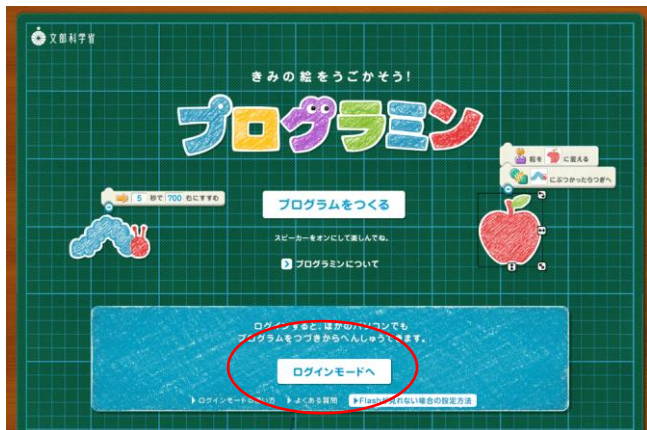 文部科学省
きみの絵をうごかそう!
プログラミン
絵を に変える
にぶつかったらつぎへ
5 秒で 700 右にすすむ
プログラムをつくる
スピーカーをオンにして楽しんでね。
プログラミンについて
ログインすると、ほかのパソコンでも
プログラムをつづきからへんしゅうできます。
ログインモードへ
ログインモードの使い方 よくある質問 ▶Flashが見れない場合の設定方法